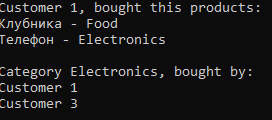 Customer 1, bought this products:
Клубника - Food
Телефон - Electronics
Category Electronics, bought by:
Customer 1
Customer 3